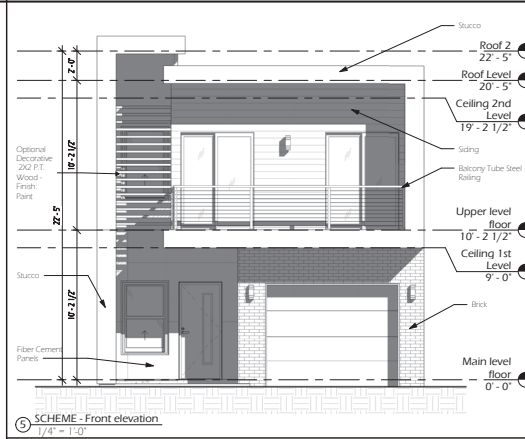 Stucco
Roof 2
22' - 5"
Roof Level
20' - 5"
Ceiling 2nd
Level
19' - 2 1/2"
Siding
Balcony Tube Steel
Railing
Optional
Decorative
2X2 P.T.
Wood -
Finish:
Paint
2' - 0"
10' - 2 1/2"
22' - 5"
10' - 2 1/2"
Upper level
floor
10' - 2 1/2"
Ceiling 1st
Level
9' - 0"
Stucco
Brick
Fiber Cement
Panels
Main level
floor
0' - 0"
5 SCHEME - Front elevation
1/4" = 1'-0"